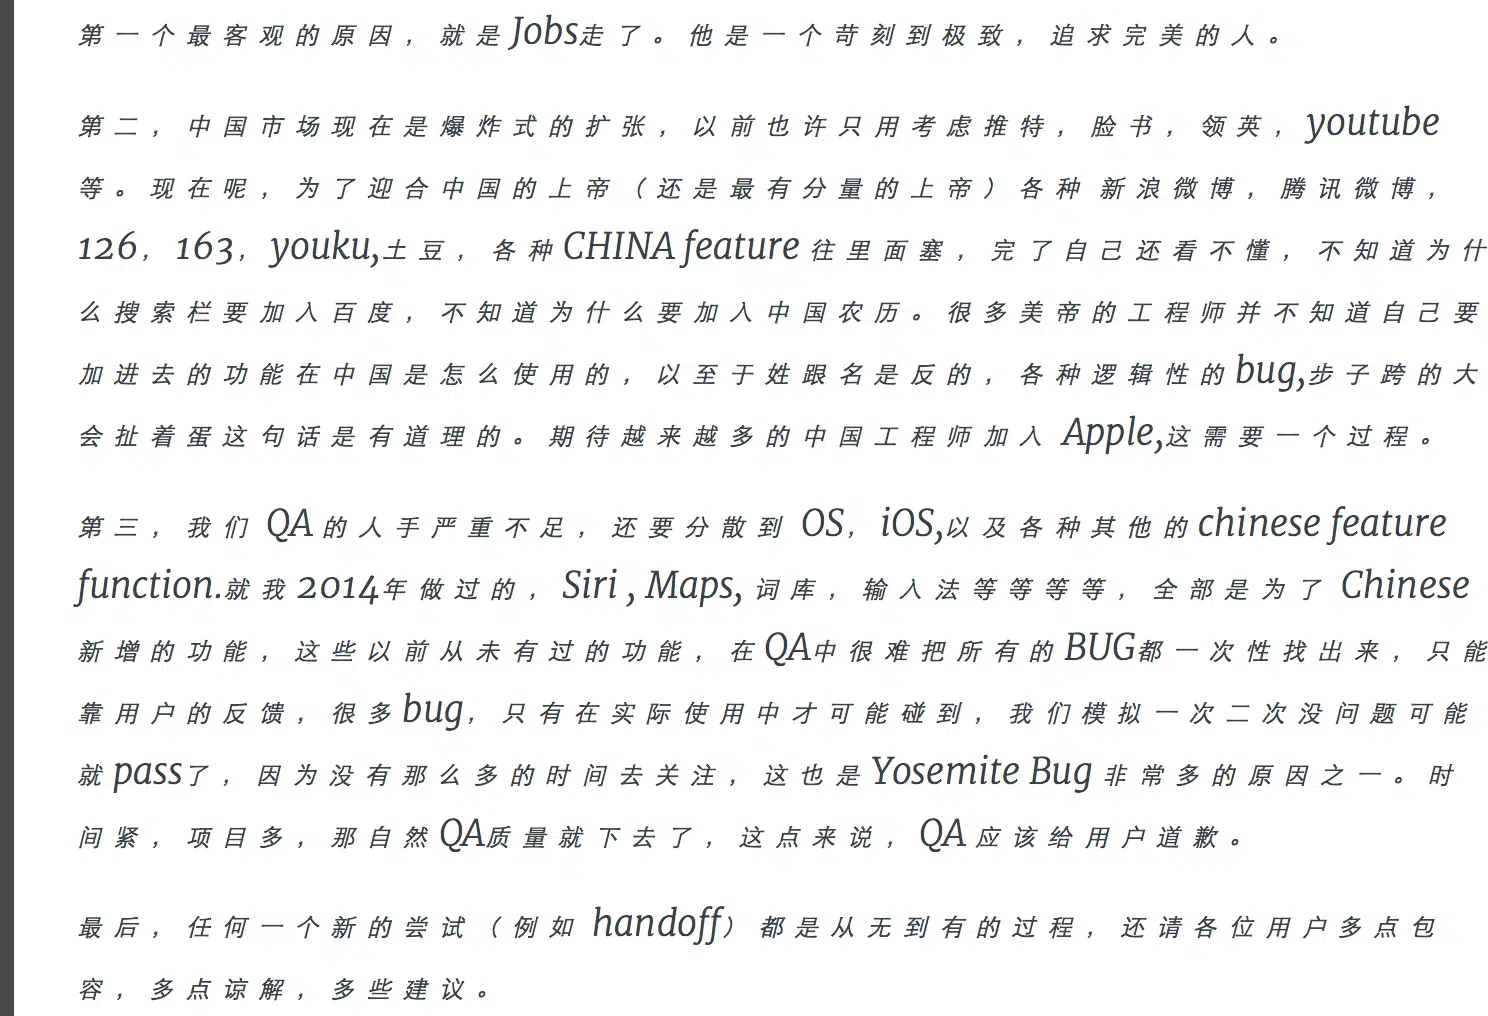 第一个最客观的原因，就是Jobs走了。他是一个苛刻到极致，追求完美的人。
第二，中国市场现在是爆炸式的扩张，以前也许只用考虑推特，脸书，领英，youtube
等。现在呢，为了迎合中国的上帝（还是最有分量的上帝）各种 新浪微博，腾讯微博，
126，163，youku,土豆，各种CHINA feature 往里面塞，完了自己还看不懂，不知道为什
么搜索栏要加入百度，不知道为什么要加入中国农历。很多美帝的工程师并不知道自己要
加进去的功能在中国是怎么使用的，以至于姓跟名是反的，各种逻辑性的bug,步子跨的大
会扯着蛋这句话是有道理的。期待越来越多的中国工程师加入 Apple,这需要一个过程。
第三，我们 QA 的人手严重不足，还要分散到 OS，iOS,以及各种其他的chinese feature
function.就我2014年做过的，Siri , Maps, 词库，输入法等等等等，全部是为了 Chinese
新增的功能，这些以前从未有过的功能，在QA中很难把所有的BUG都一次性找出来，只能
靠用户的反馈，很多bug，只有在实际使用中才可能碰到，我们模拟一次二次没问题可能
就pass了，因为没有那么多的时间去关注，这也是Yosemite Bug 非常多的原因之一。时
间紧，项目多，那自然QA质量就下去了，这点来说，QA 应该给用户道歉。
最后，任何一个新的尝试（例如 handoff）都是从无到有的过程，还请各位用户多点包
容，多点谅解，多些建议。